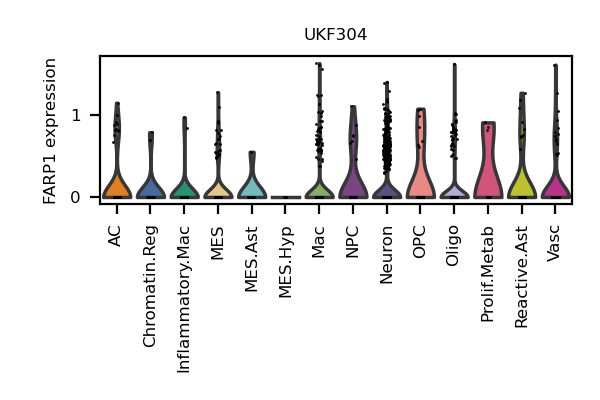 UKF304
FARP1 expression
1
0
AC
Chromatin.Reg
Inflammatory.Mac
MES
MES.Ast
MES.Hyp
Mac
NPC
Neuron
OPC
Oligo
Prolif.Metab
Reactive.Ast
Vasc